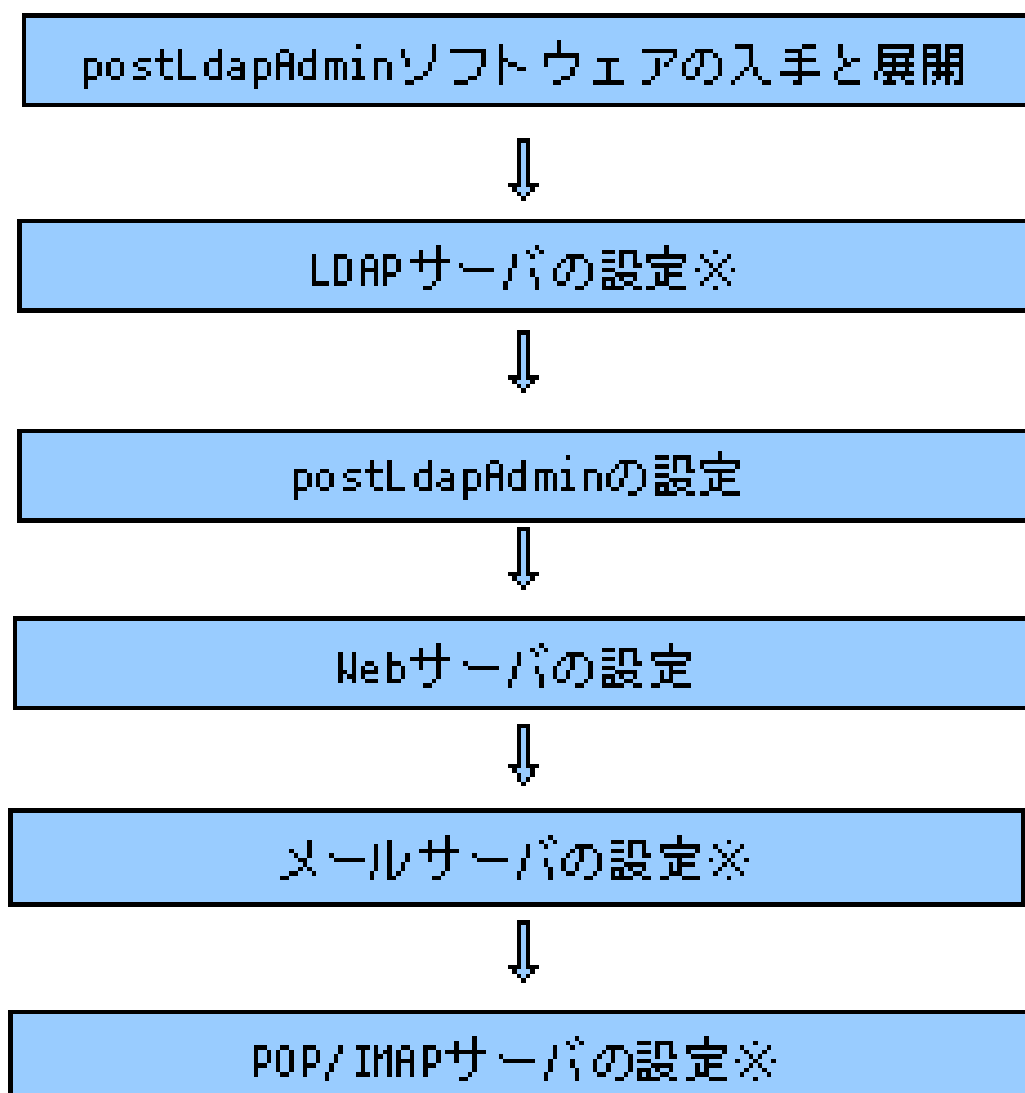 postLdapAdminソフトウェアの入手と展開
LDAPサーバの設定※
postLdapAdminの設定
Webサーバの設定
メールサーバの設定※
POP/IMAPサーバの設定※